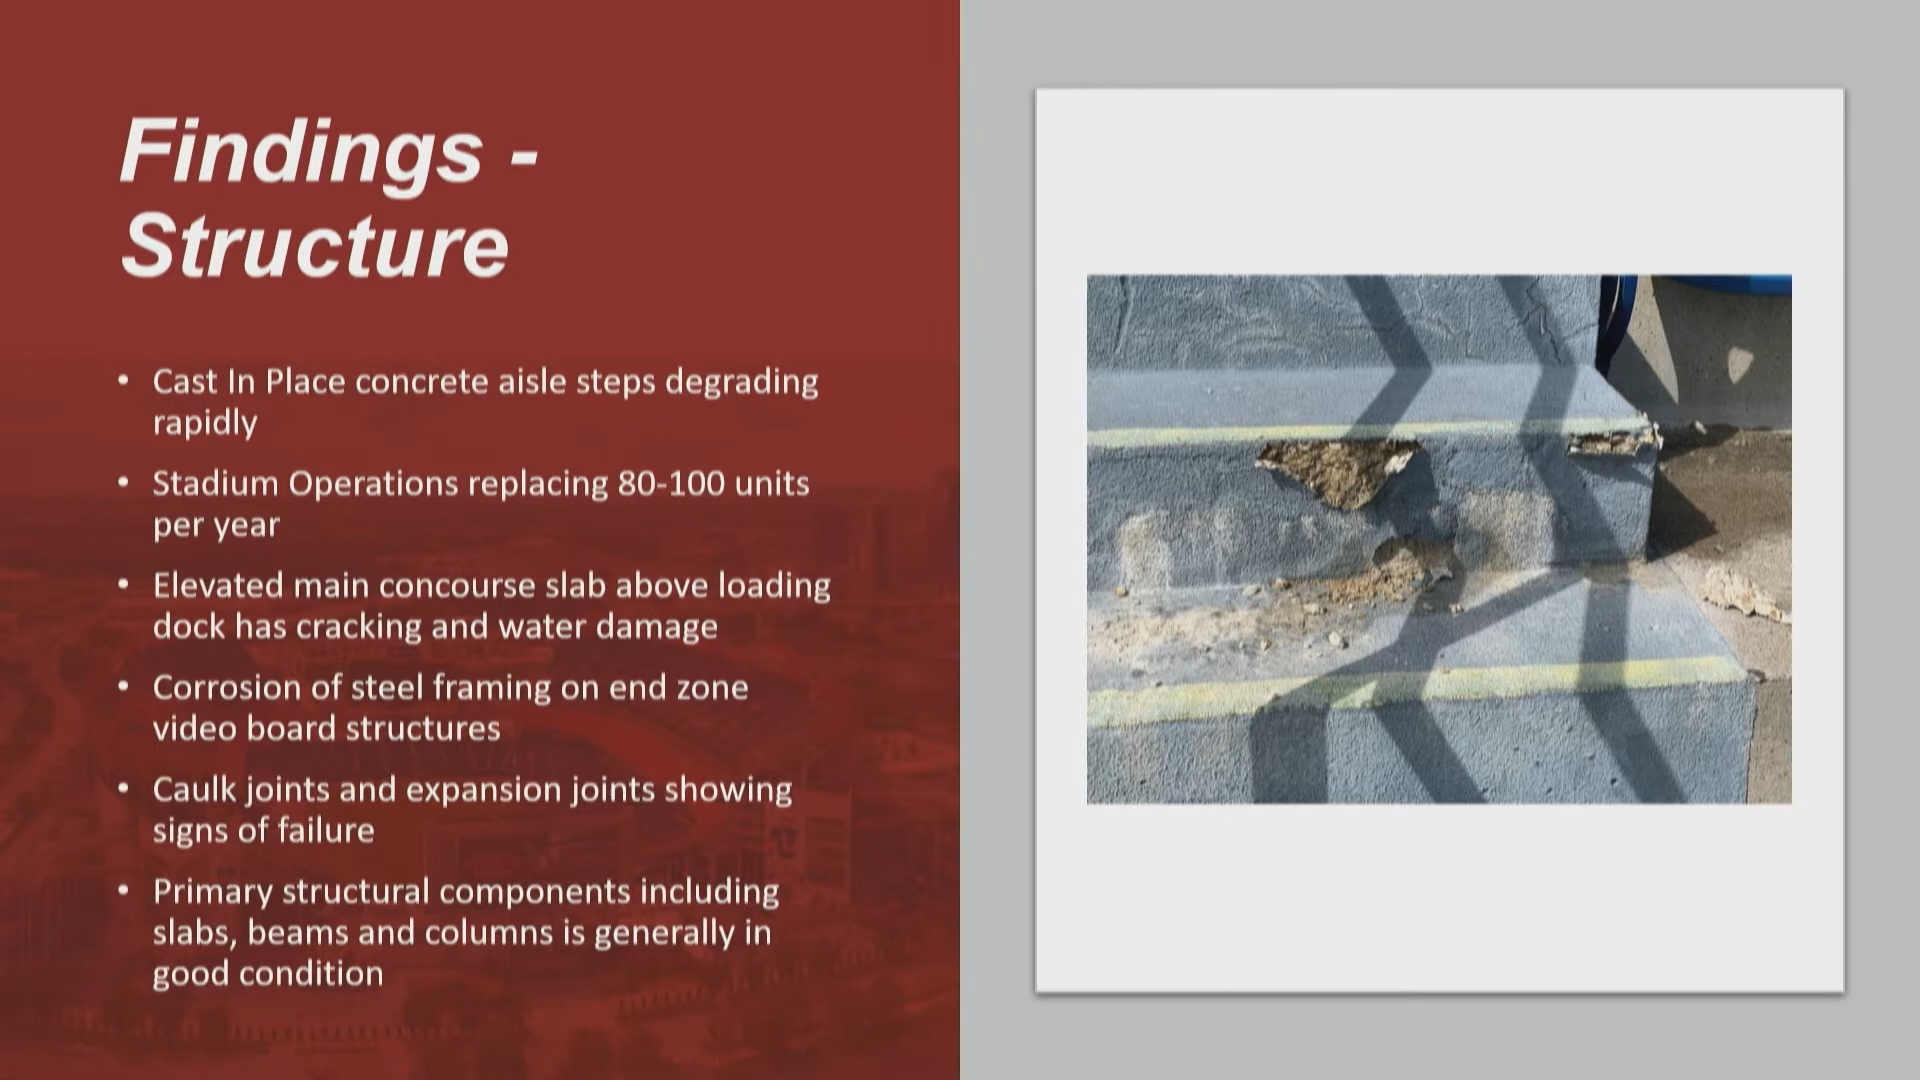 Findings -
Structure
• Cast In Place concrete aisle steps degrading
rapidly
• Stadium Operations replacing 80-100 units
per year
• Elevated main concourse slab above loading
dock has cracking and water damage
• Corrosion of steel framing on end zone
video board structures
• Caulk joints and expansion joints showing
signs of failure
• Primary structural components including
slabs, beams and columns is generally in
good condition